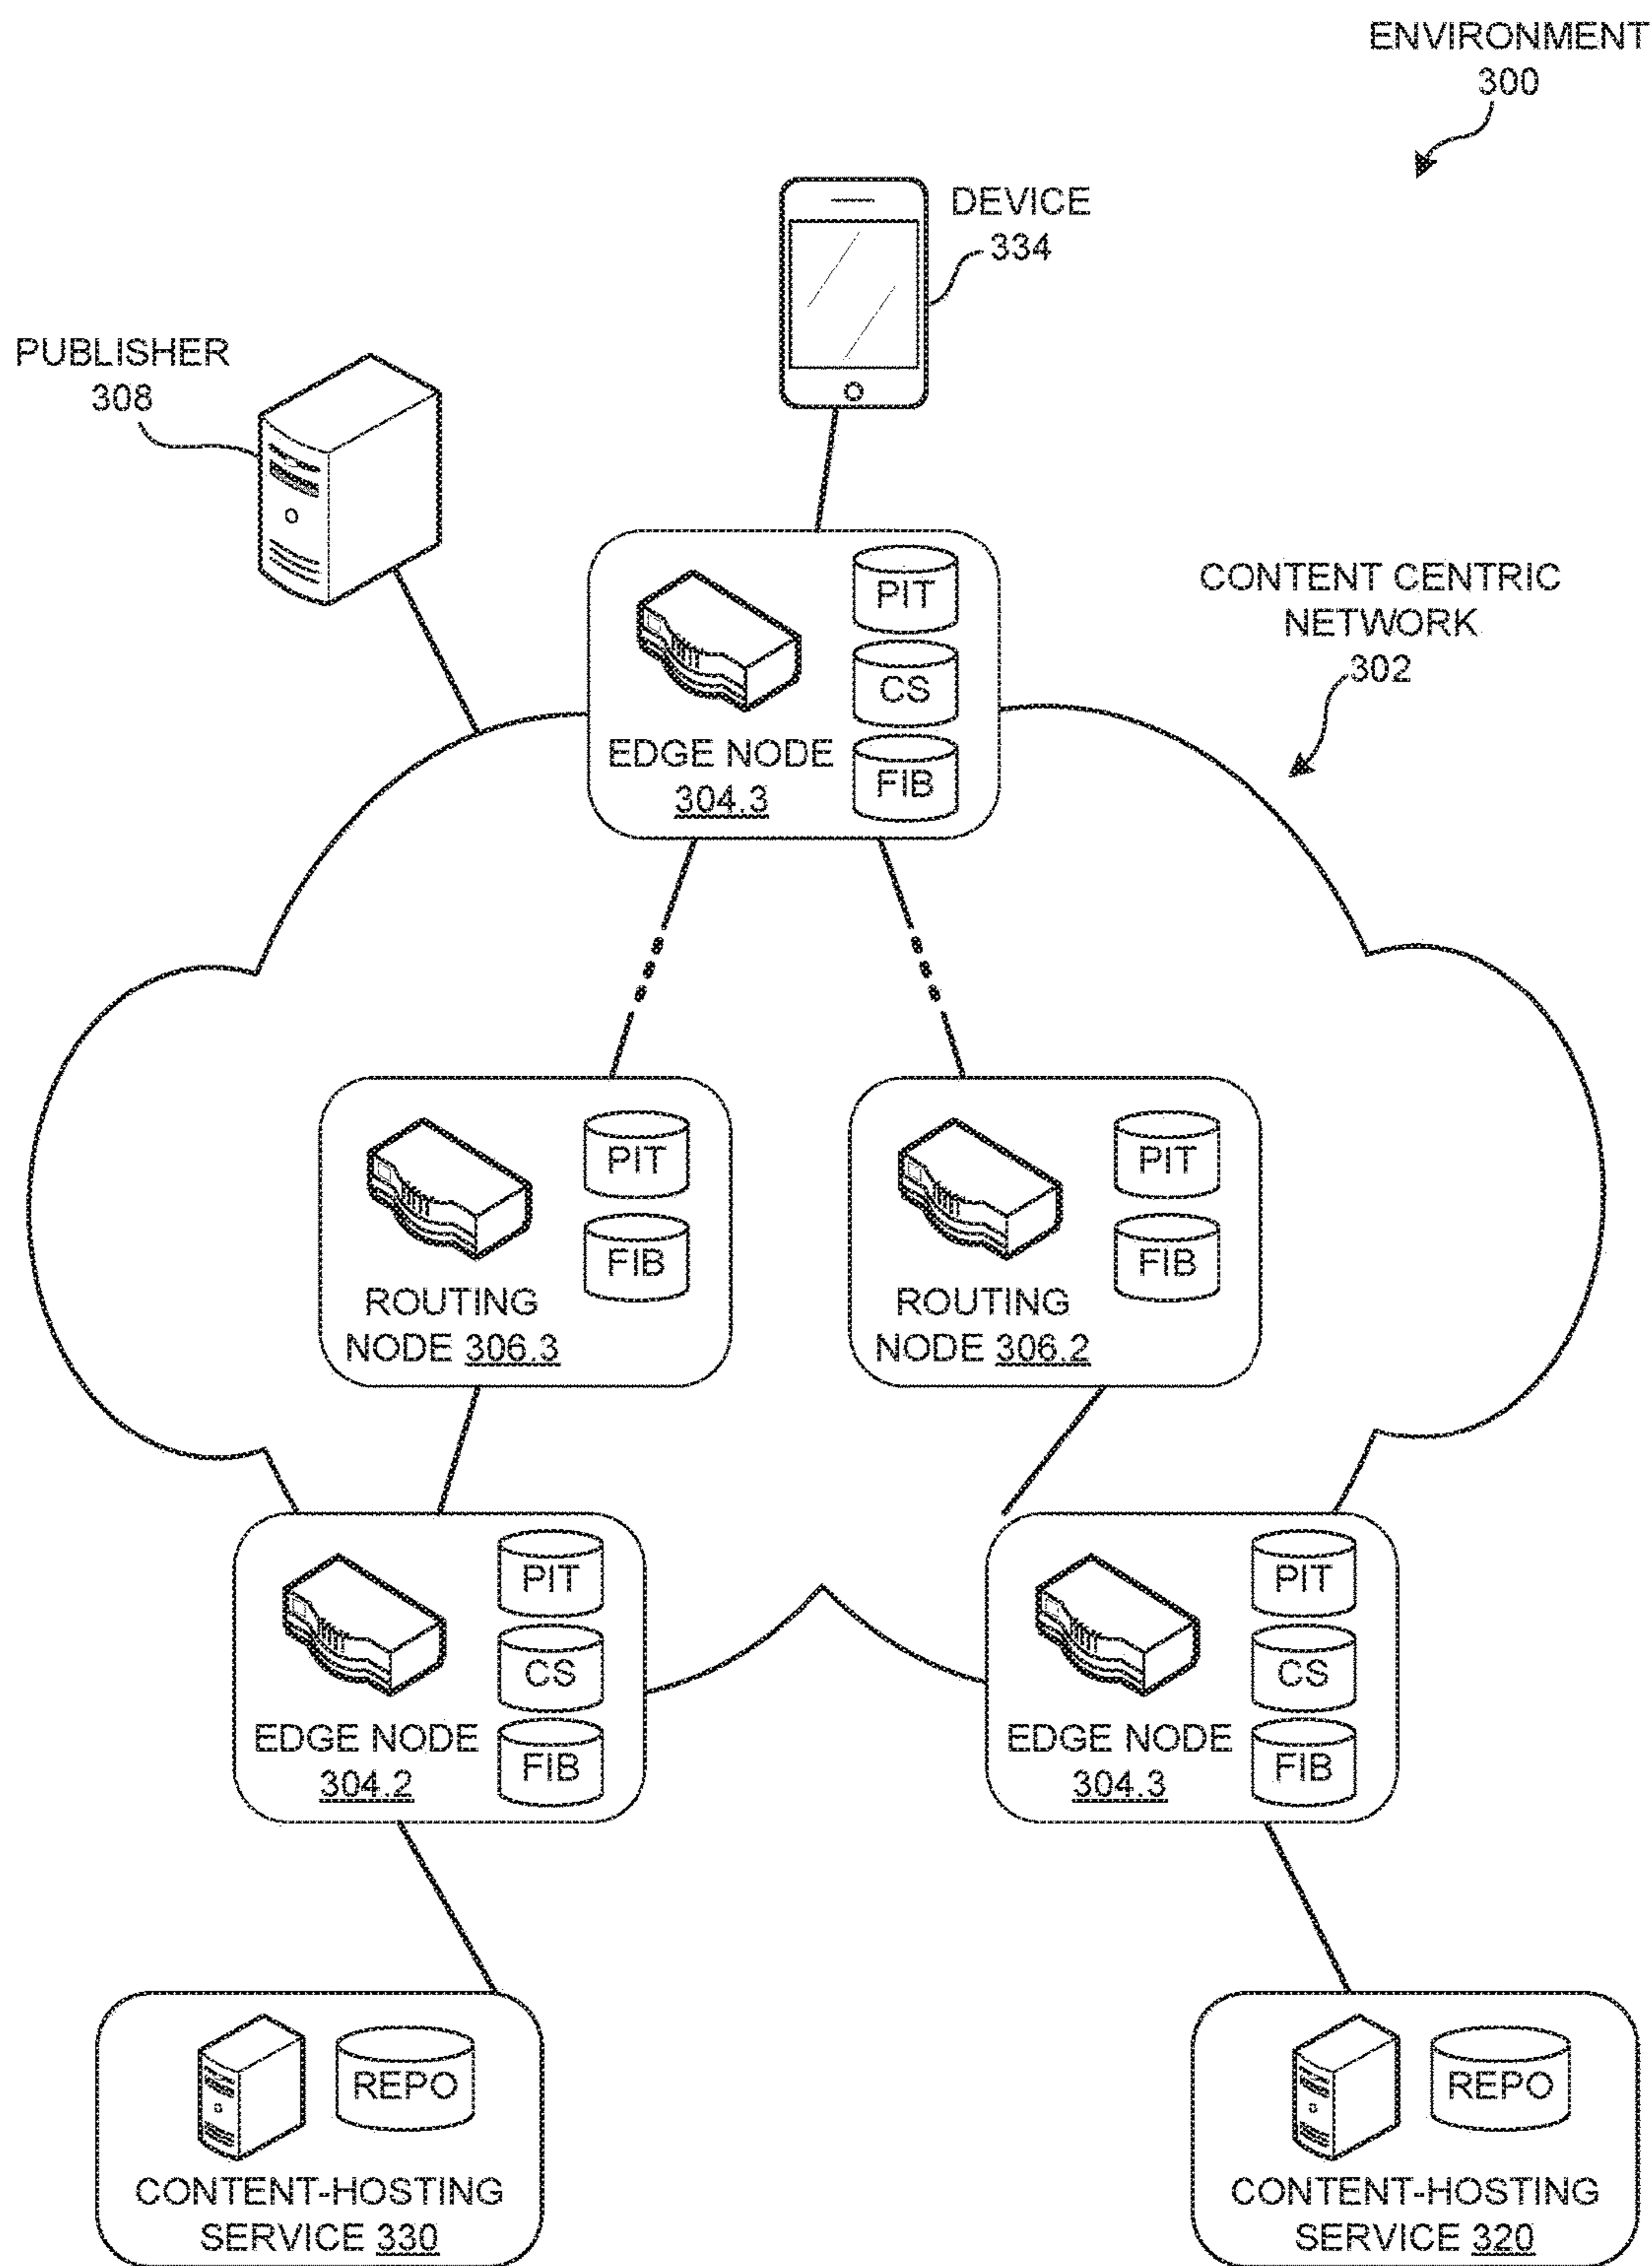 ENVIRONMENT
300
DEVICE
334
PUBLISHER
308
PIT
CS
FIB
EDGE NODE
304.3
CONTENT CENTRIC
NETWORK
302
PIT
FIB
ROUTING
NODE 306.3
PIT
FIB
ROUTING
NODE 306.2
PIT
CS
FIB
EDGE NODE
304.2
PIT
CS
FIB
EDGE NODE
304.3
REPO
CONTENT-HOSTING
SERVICE 330
REPO
CONTENT-HOSTING
SERVICE 320